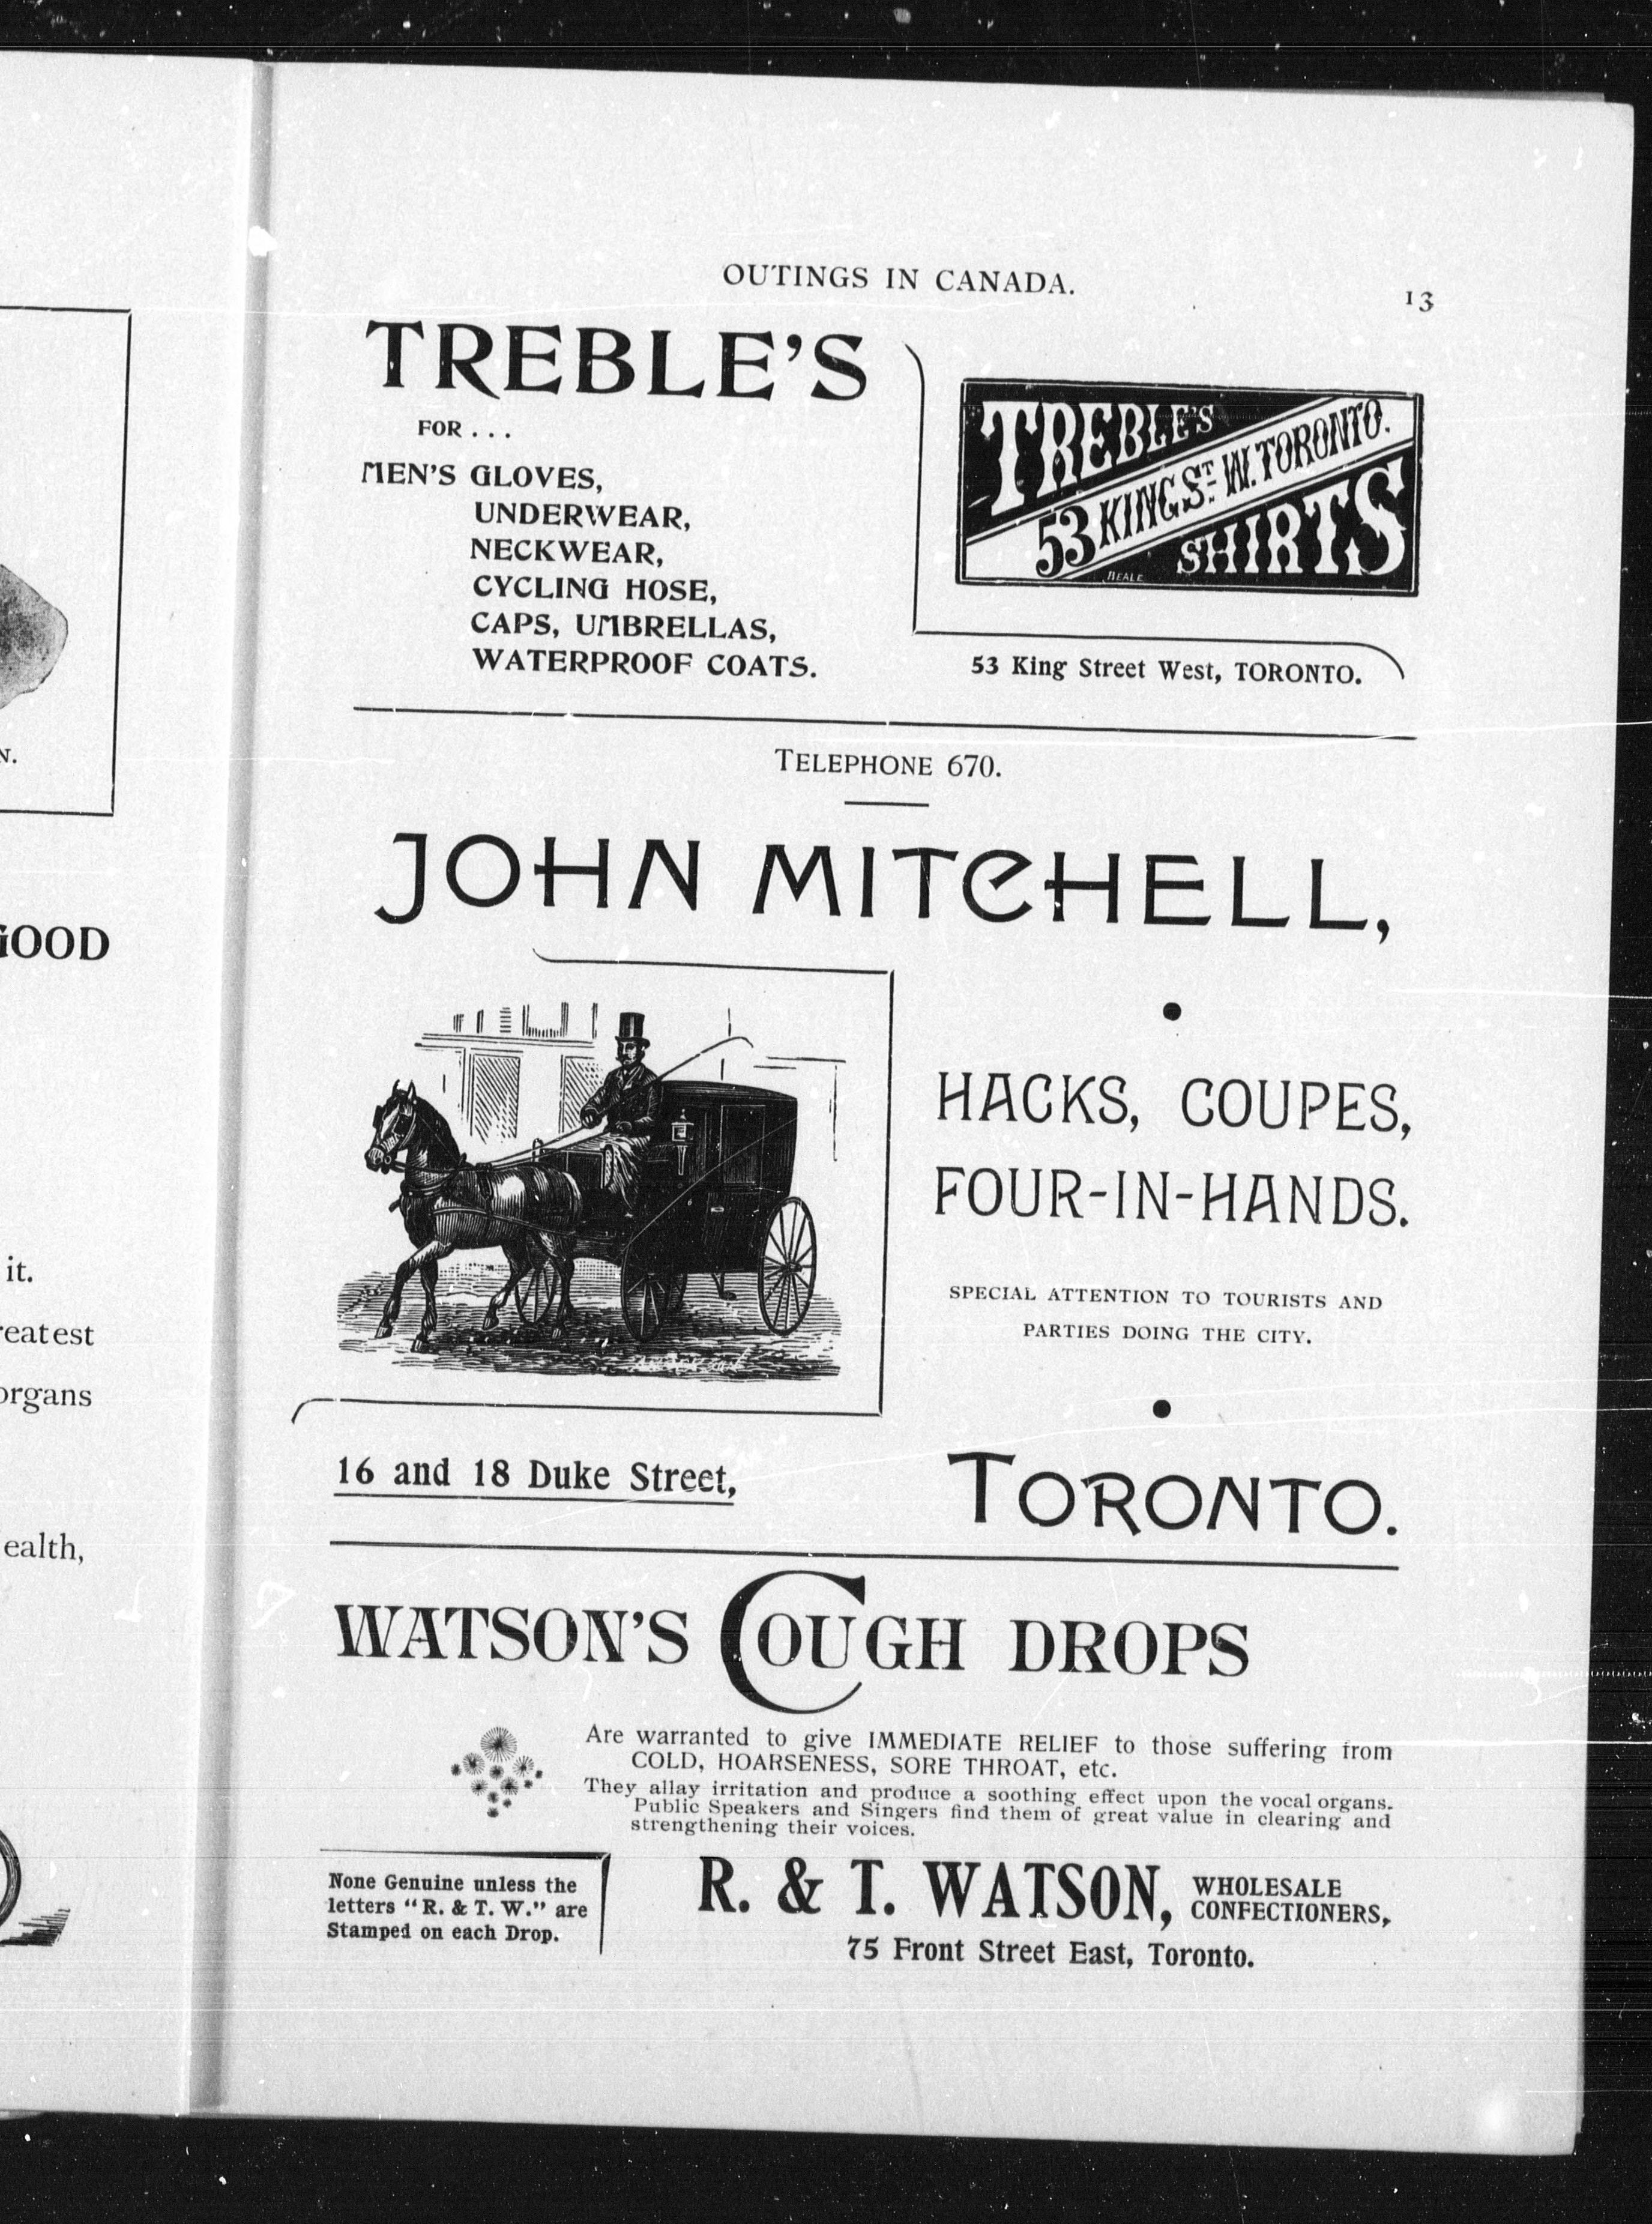 N.
GOOD
it.
reatest
organs
ealth,
OUTINGS IN CANADA.
13
TREBLE'S
FOR . . .
MEN'S GLOVES,
UNDERWEAR,
NECKWEAR,
CYCLING HOSE,
CAPS, UMBRELLAS,
WATERPROOF COATS.
TREBLE'S
53 KING ST. W. TORONTO.
SHIRTS
BEALE
53 King Street West, TORONTO.
TELEPHONE 670.
JOHN MITCHELL,
HACKS, COUPES,
FOUR-IN-HANDS.
SPECIAL ATTENTION TO TOURISTS AND
PARTIES DOING THE CITY.
16 and 18 Duke Street,
TORONTO.
WATSON'S COUGH DROPS
Are warranted to give IMMEDIATE RELIEF to those suffering from
COLD, HOARSENESS, SORE THROAT, etc.
They allay irritation and produce a soothing effect upon the vocal organs.
Public Speakers and Singers find them of great value in clearing and
strengthening their voices.
None Genuine unless the
letters "R. & T. W." are
Stamped on each Drop.
R. & T. WATSON, WHOLESALE
CONFECTIONERS,
75 Front Street East, Toronto.